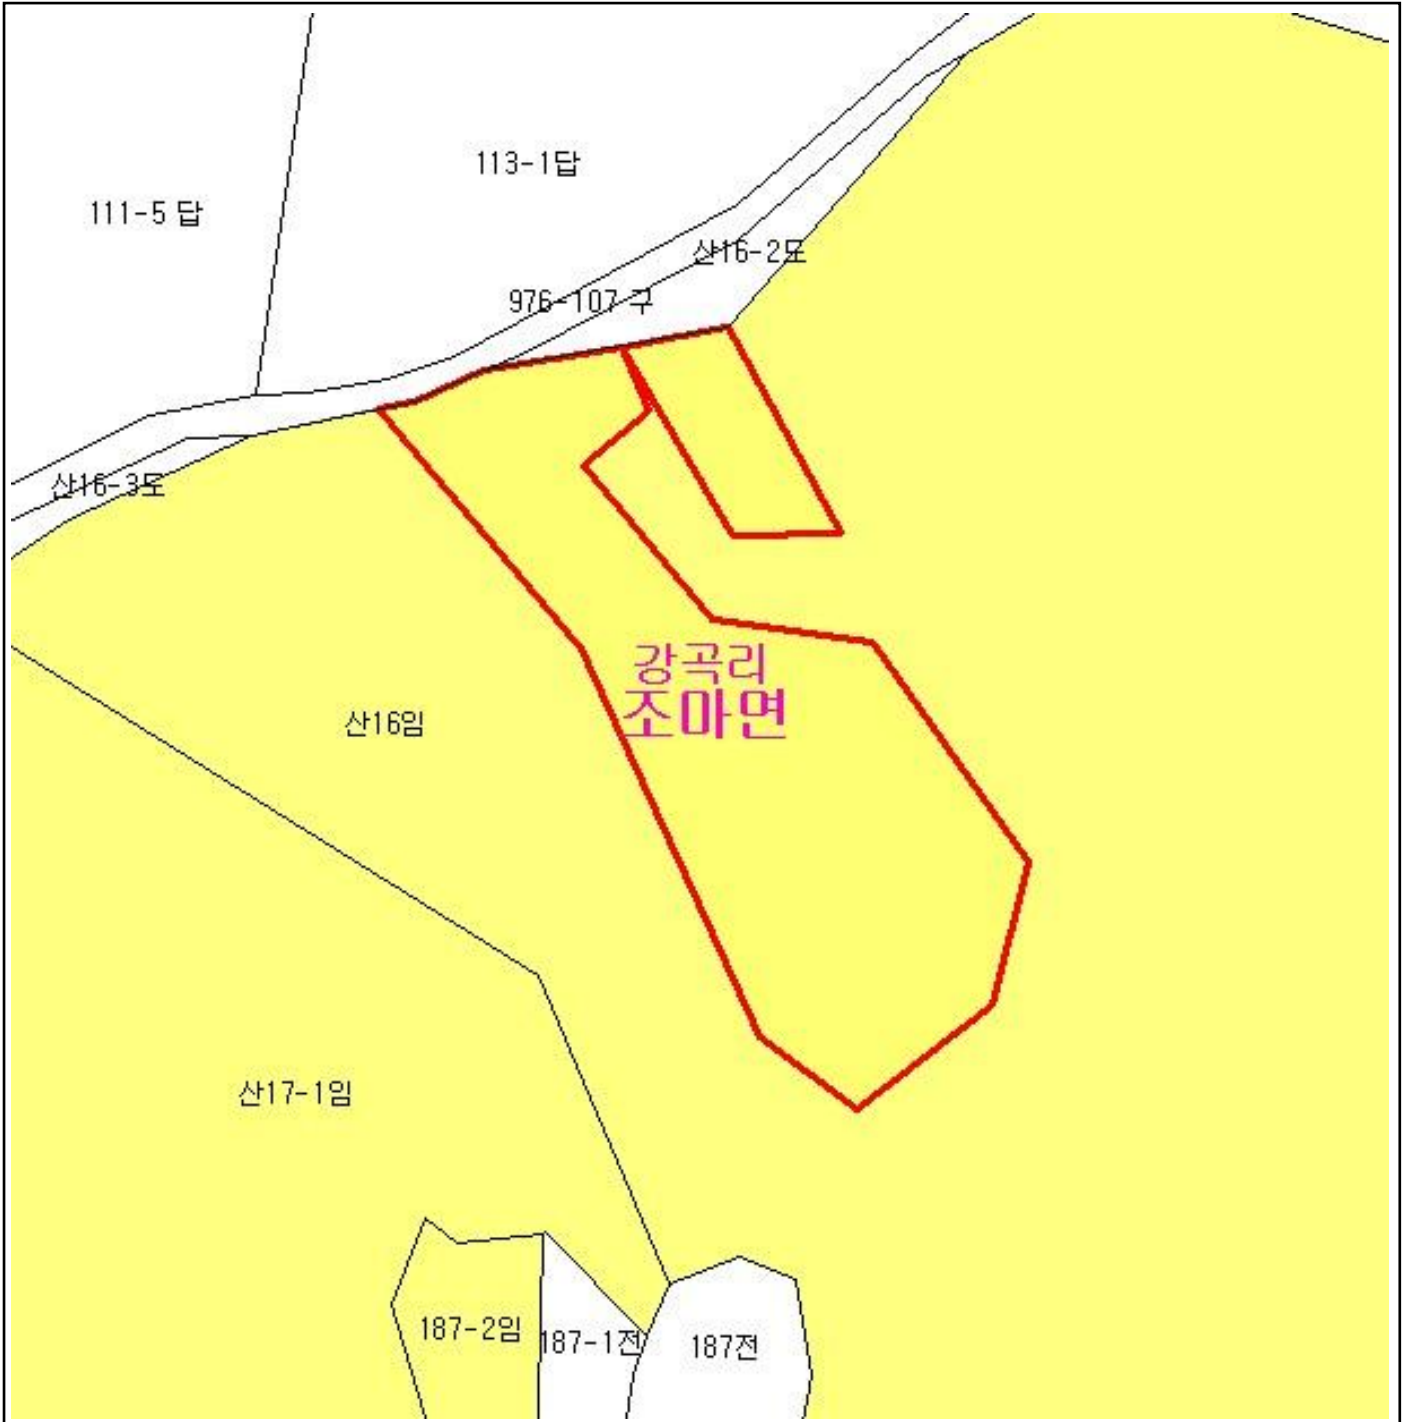 113-1답
111-5 답
산16-2도
976-107 구
산16-3도
강곡리
조마면
산16임
산17-1임
187-2임
187-1전
187전